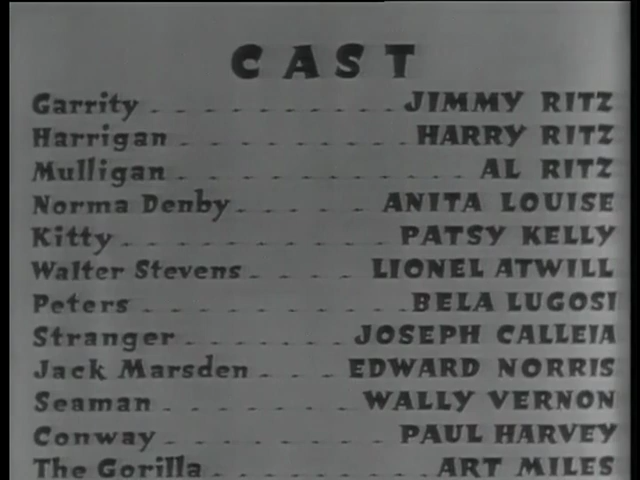 CAST
Garrity JIMMY RITZ
Harrigan HARRY RITZ
Mulligan AL RITZ
Norma Denby ANITA LOUISE
Kitty PATSY KELLY
Walter Stevens LIONEL ATWILL
Peters BELA LUGOSI
Stranger JOSEPH CALLEIA
Jack Marsden EDWARD NORRIS
Seaman WALLY VERNON
Conway PAUL HARVEY
The Gorilla ART MILES